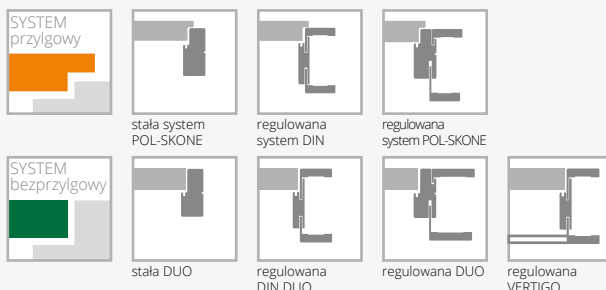 SYSTEM
przylgowy
stała system
POL-SKONE
regulowana
system DIN
regulowana
system POL-SKONE
SYSTEM
bezprzylgowy
stała DUO
regulowana
DIN DUO
regulowana DUO
regulowana
VERTIGO